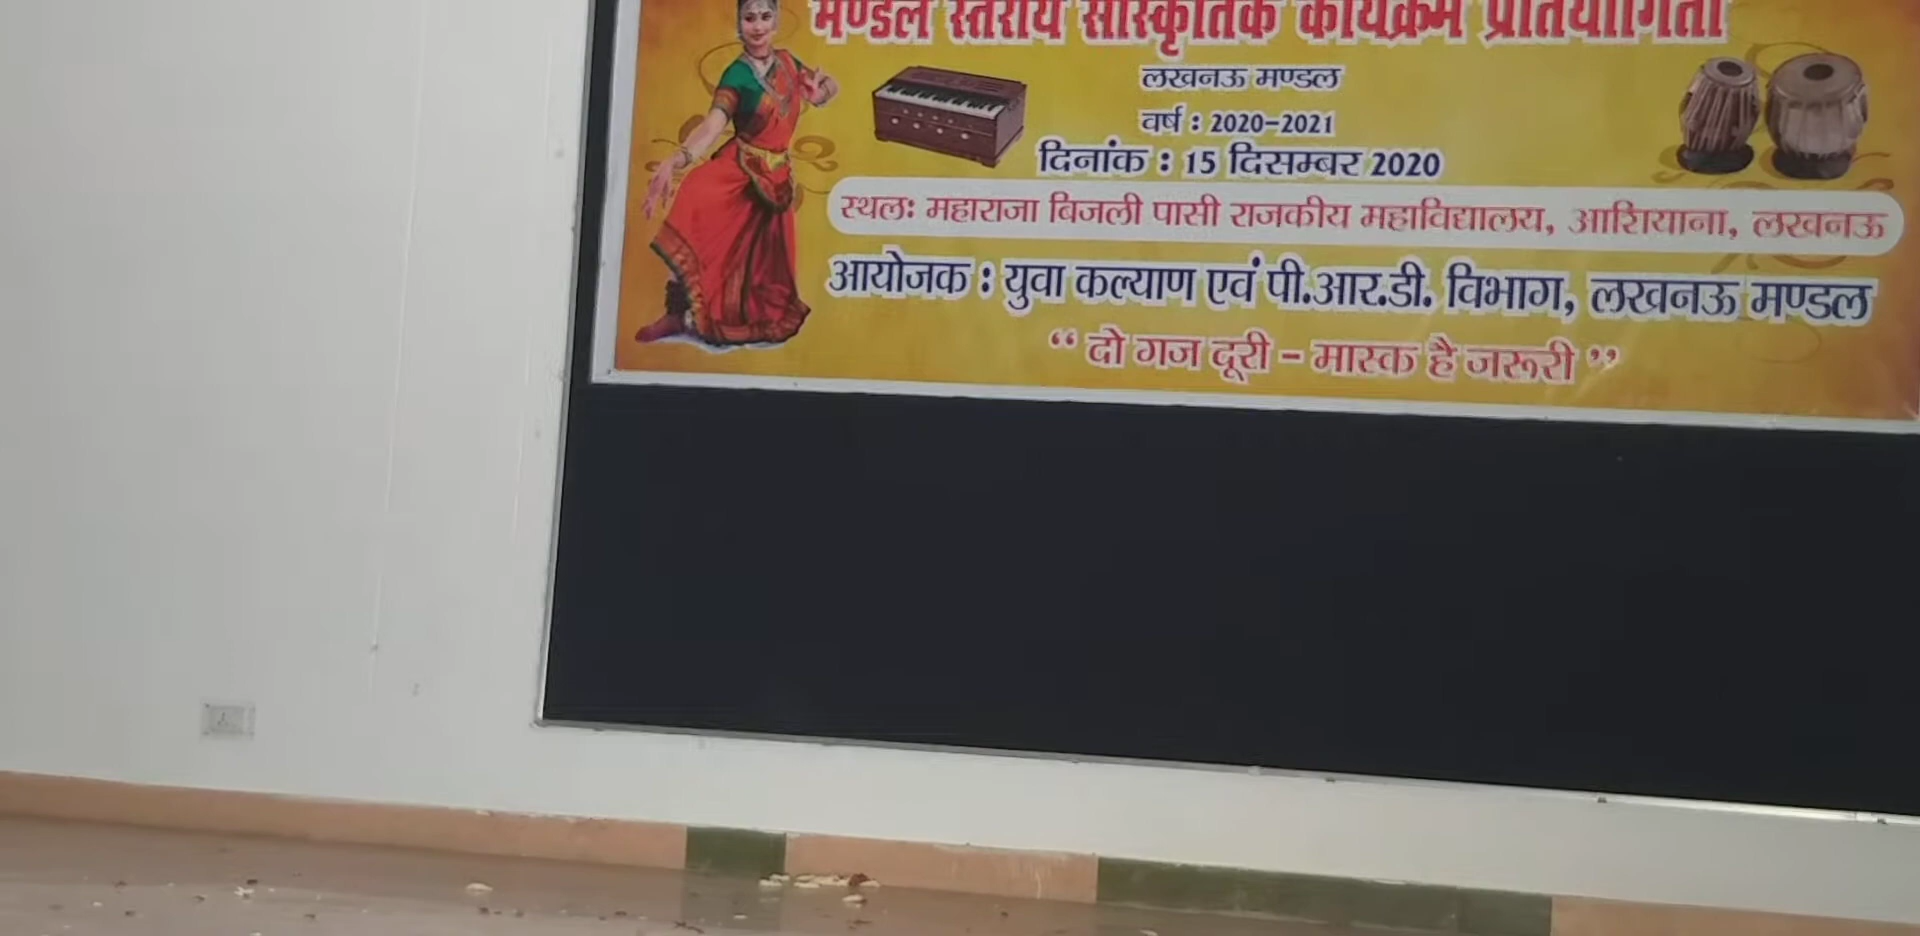 मण्डल स्तरीय सांस्कृतिक कार्यक्रम प्रतियोगिता
लखनऊ मण्डल
वर्ष : 2020-2021
दिनांक : 15 दिसम्बर 2020
स्थलः महाराजा बिजली पासी राजकीय महाविद्यालय, आशियाना, लखनऊ
आयोजक : युवा कल्याण एवं पी.आर.डी. विभाग, लखनऊ मण्डल
“ दो गज दूरी - मास्क है जरूरी ”